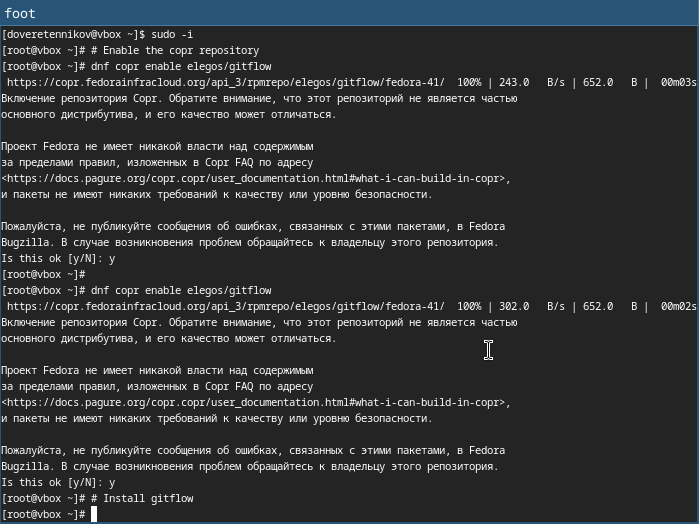 foot
[doveretennikov@vbox ~]$ sudo -i
[root@vbox ~]# # Enable the copr repository
[root@vbox ~]# dnf copr enable elegos/gitflow
https://copr.fedorainfracloud.org/api_3/rpmrepo/elegos/gitflow/fedora-41/  100% | 243.0   B/s | 652.0   B |  00m03s
Включение репозитория Copr. Обратите внимание, что этот репозиторий не является частью
основного дистрибутива, и его качество может отличаться.
Проект Fedora не имеет никакой власти над содержимым
за пределами правил, изложенных в Copr FAQ по адресу
<https://docs.pagure.org/copr.copr/user_documentation.html#what-i-can-build-in-copr>,
и пакеты не имеют никаких требований к качеству или уровню безопасности.
Пожалуйста, не публикуйте сообщения об ошибках, связанных с этими пакетами, в Fedora
Bugzilla. В случае возникновения проблем обращайтесь к владельцу этого репозитория.
Is this ok [y/N]: y
[root@vbox ~]#
[root@vbox ~]# dnf copr enable elegos/gitflow
https://copr.fedorainfracloud.org/api_3/rpmrepo/elegos/gitflow/fedora-41/  100% | 302.0   B/s | 652.0   B |  00m02s
Включение репозитория Copr. Обратите внимание, что этот репозиторий не является частью
основного дистрибутива, и его качество может отличаться.
Проект Fedora не имеет никакой власти над содержимым
за пределами правил, изложенных в Copr FAQ по адресу
<https://docs.pagure.org/copr.copr/user_documentation.html#what-i-can-build-in-copr>,
и пакеты не имеют никаких требований к качеству или уровню безопасности.
Пожалуйста, не публикуйте сообщения об ошибках, связанных с этими пакетами, в Fedora
Bugzilla. В случае возникновения проблем обращайтесь к владельцу этого репозитория.
Is this ok [y/N]: y
[root@vbox ~]# # Install gitflow
[root@vbox ~]#